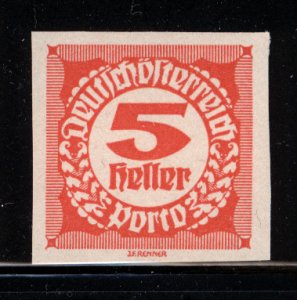 Deutschösterreich
5
Heller
Porto
J.F. RENNER